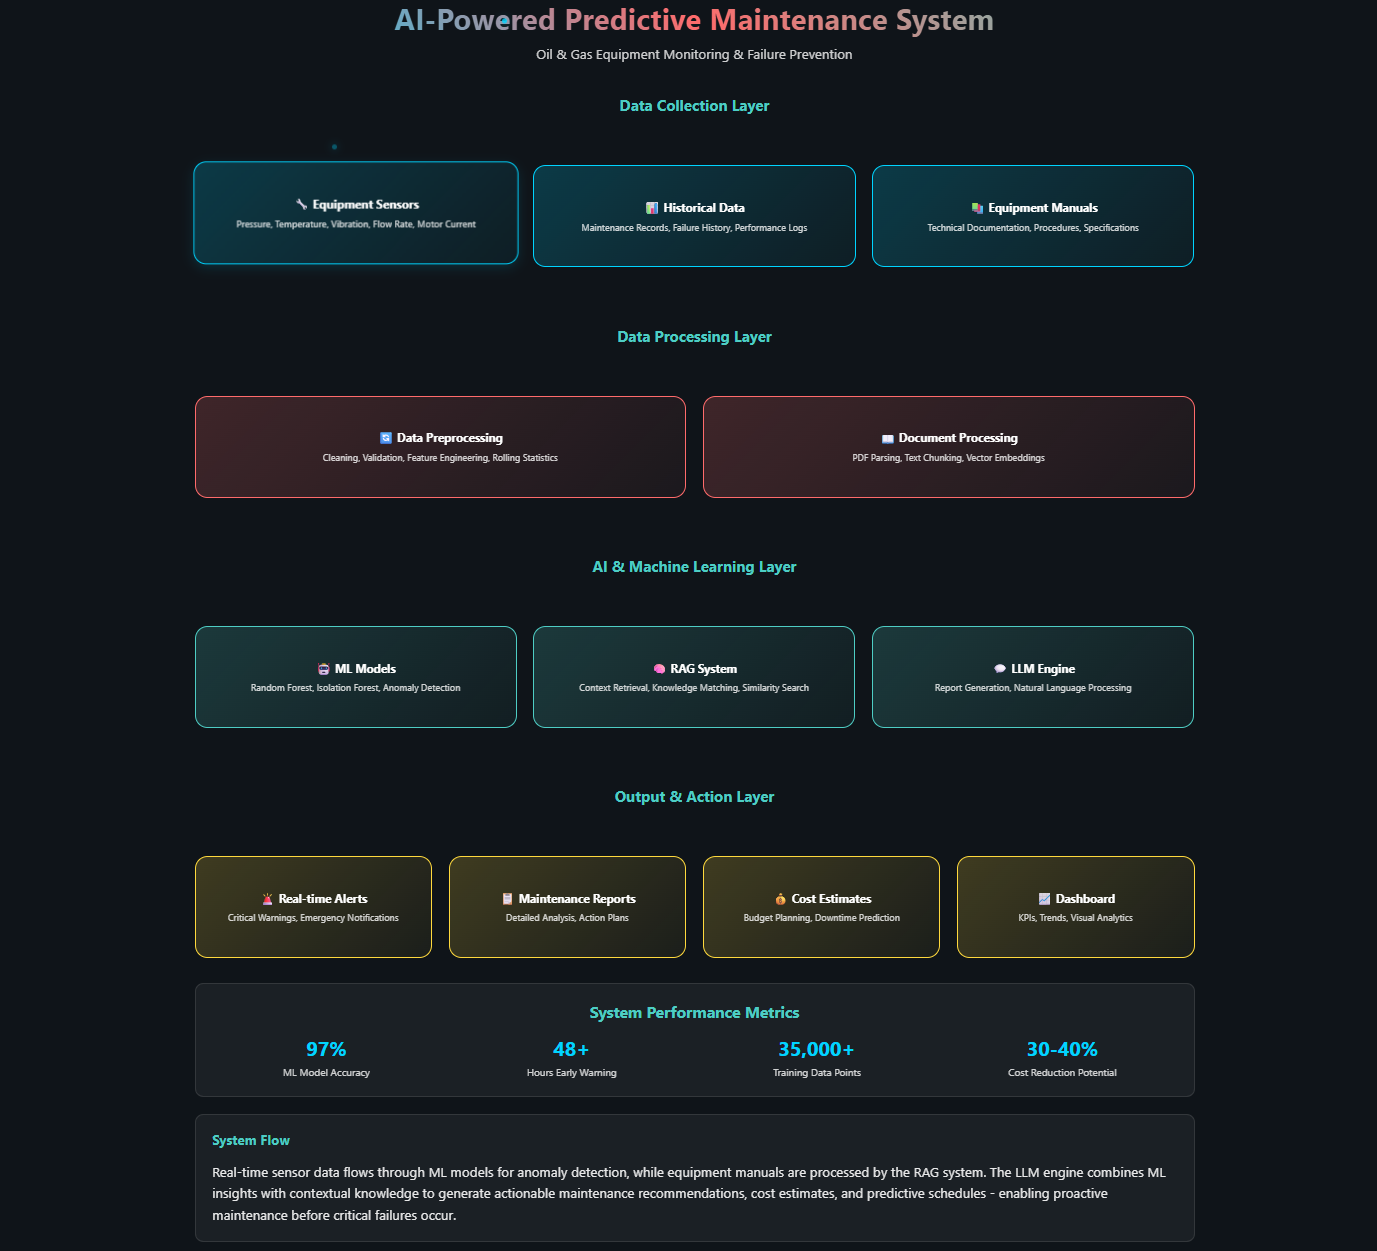 AI-Powered Predictive Maintenance System
Oil & Gas Equipment Monitoring & Failure Prevention
Data Collection Layer
🔧 Equipment Sensors
Pressure, Temperature, Vibration, Flow Rate, Motor Current
📊 Historical Data
Maintenance Records, Failure History, Performance Logs
📚 Equipment Manuals
Technical Documentation, Procedures, Specifications
Data Processing Layer
🔄 Data Preprocessing
Cleaning, Validation, Feature Engineering, Rolling Statistics
📖 Document Processing
PDF Parsing, Text Chunking, Vector Embeddings
AI & Machine Learning Layer
🤖 ML Models
Random Forest, Isolation Forest, Anomaly Detection
🧠 RAG System
Context Retrieval, Knowledge Matching, Similarity Search
💬 LLM Engine
Report Generation, Natural Language Processing
Output & Action Layer
🚨 Real-time Alerts
Critical Warnings, Emergency Notifications
📋 Maintenance Reports
Detailed Analysis, Action Plans
💰 Cost Estimates
Budget Planning, Downtime Prediction
📈 Dashboard
KPIs, Trends, Visual Analytics
System Performance Metrics
97%
ML Model Accuracy
48+
Hours Early Warning
35,000+
Training Data Points
30-40%
Cost Reduction Potential
System Flow
Real-time sensor data flows through ML models for anomaly detection, while equipment manuals are processed by the RAG system. The LLM engine combines ML
insights with contextual knowledge to generate actionable maintenance recommendations, cost estimates, and predictive schedules - enabling proactive
maintenance before critical failures occur.